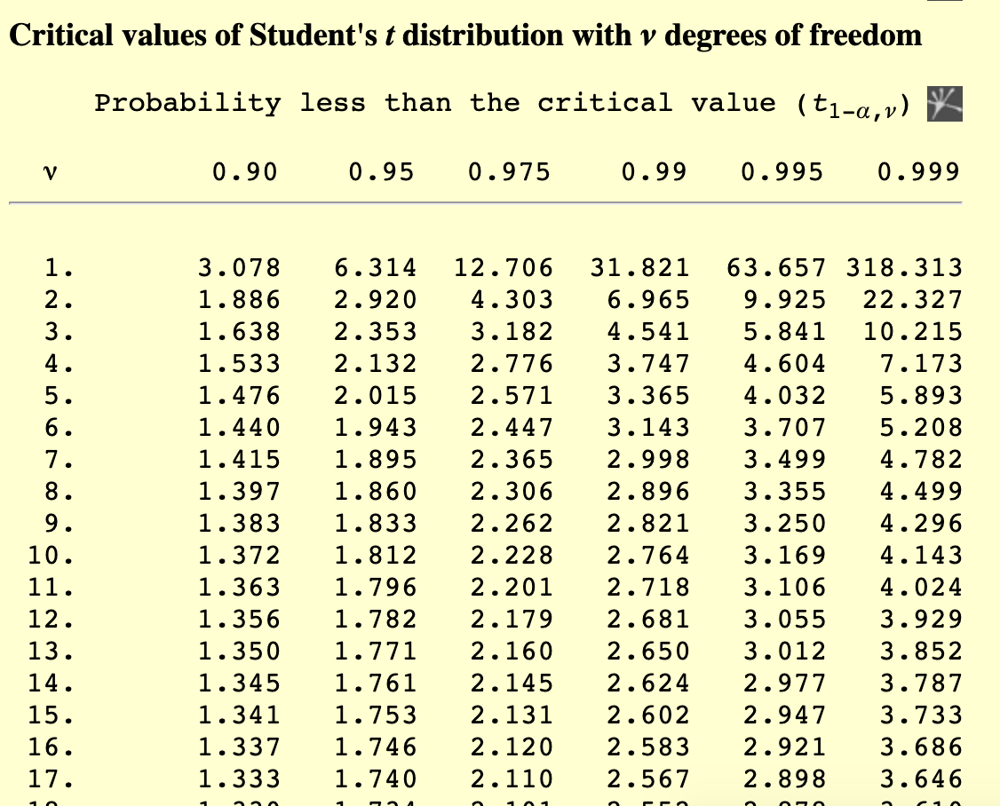 Critical values of Student's t distribution with ν degrees of freedom
Probability less than the critical value (t1−α,ν)
ν 0.90 0.95 0.975 0.99 0.995 0.999
1. 3.078 6.314 12.706 31.821 63.657 318.313
2. 1.886 2.920 4.303 6.965 9.925 22.327
3. 1.638 2.353 3.182 4.541 5.841 10.215
4. 1.533 2.132 2.776 3.747 4.604 7.173
5. 1.476 2.015 2.571 3.365 4.032 5.893
6. 1.440 1.943 2.447 3.143 3.707 5.208
7. 1.415 1.895 2.365 2.998 3.499 4.782
8. 1.397 1.860 2.306 2.896 3.355 4.499
9. 1.383 1.833 2.262 2.821 3.250 4.296
10. 1.372 1.812 2.228 2.764 3.169 4.143
11. 1.363 1.796 2.201 2.718 3.106 4.024
12. 1.356 1.782 2.179 2.681 3.055 3.929
13. 1.350 1.771 2.160 2.650 3.012 3.852
14. 1.345 1.761 2.145 2.624 2.977 3.787
15. 1.341 1.753 2.131 2.602 2.947 3.733
16. 1.337 1.746 2.120 2.583 2.921 3.686
17. 1.333 1.740 2.110 2.567 2.898 3.646